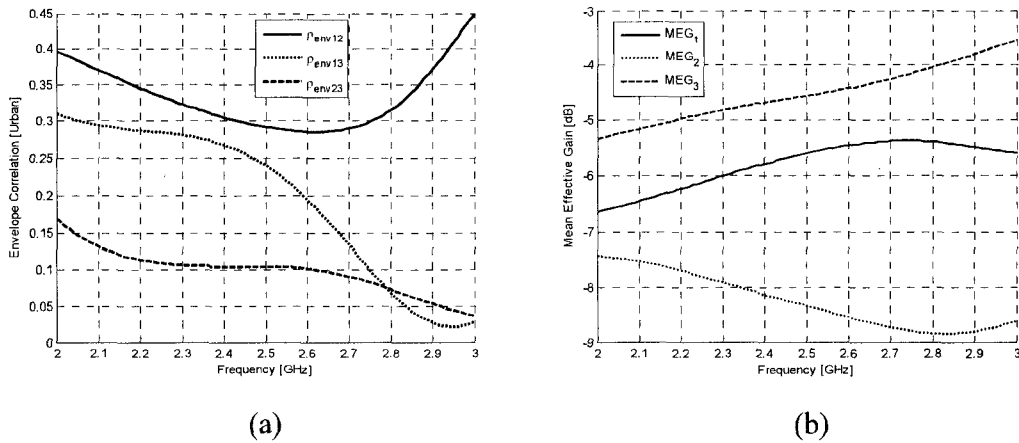 0.45
0.4
0.35
0.3
0.25
0.2
0.15
0.1
0.05
0
Envelope Correlation [Urban]
ρenv12
ρenv13
ρenv23
2 2.1 2.2 2.3 2.4 2.5 2.6 2.7 2.8 2.9 3
Frequency [GHz]
(a)
-3
-4
-5
-6
-7
-8
-9
Mean Effective Gain [dB]
MEG1
MEG2
MEG3
2 2.1 2.2 2.3 2.4 2.5 2.6 2.7 2.8 2.9 3
Frequency [GHz]
(b)